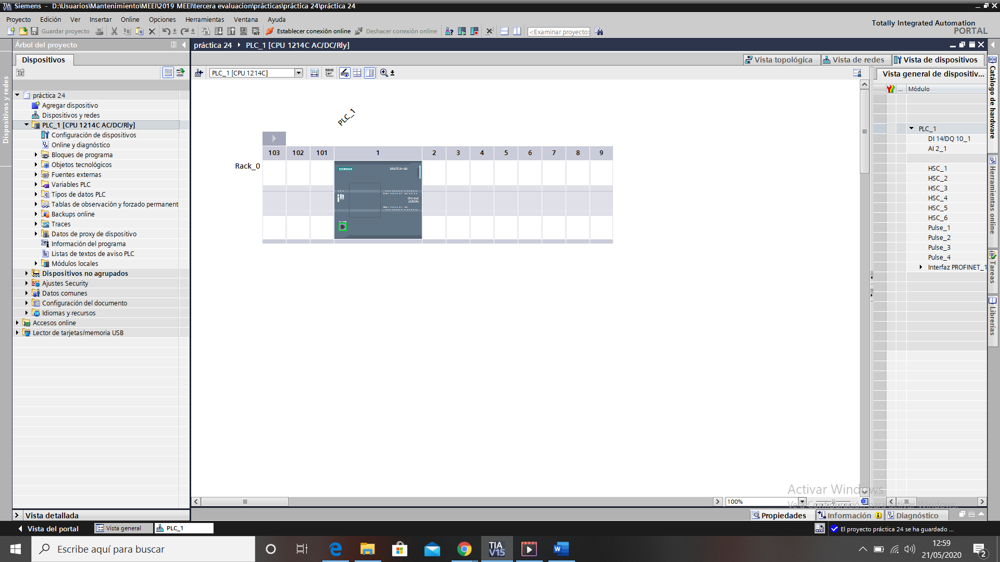 Siemens  -  D:\Usuarios\Mantenimiento\MEEI\2019 MEEI\tercera evaluacion\prácticas\práctica 24\práctica 24
Proyecto Edición Ver Insertar Online Opciones Herramientas Ventana Ayuda
Totally Integrated Automation
PORTAL
Guardar proyecto Establecer conexión online Deshacer conexión online <Examinar proyecto>
Árbol del proyecto
práctica 24 PLC_1 [CPU 1214C AC/DC/Rly]
Dispositivos
Vista topológica Vista de redes Vista de dispositivos
PLC_1 [CPU 1214C]
Vista general de dispositiv...
... Módulo
Dispositivos y redes
práctica 24
Agregar dispositivo
Dispositivos y redes
PLC_1 [CPU 1214C AC/DC/Rly]
Configuración de dispositivos
Online y diagnóstico
Bloques de programa
Objetos tecnológicos
Fuentes externas
Variables PLC
Tipos de datos PLC
Tablas de observación y forzado permanent
Backups online
Traces
Datos de proxy de dispositivo
Información del programa
Listas de textos de aviso PLC
Módulos locales
Dispositivos no agrupados
Ajustes Security
Datos comunes
Configuración del documento
Idiomas y recursos
Accesos online
Lector de tarjetas/memoria USB
PLC_1
103 102 101 1 2 3 4 5 6 7 8 9
Rack_0
SIEMENS SIMATIC S7-1200
CPU 1214C
AC/DC/Rly
PLC_1
DI 14/DQ 10_1
AI 2_1
HSC_1
HSC_2
HSC_3
HSC_4
HSC_5
HSC_6
Pulse_1
Pulse_2
Pulse_3
Pulse_4
Interfaz PROFINET_1
Catálogo de hardware
Herramientas online
Tareas
Librerías
Activar Windows
Ve a Configuración para activar Windows.
100%
Vista detallada
Propiedades Información Diagnóstico
Vista del portal Vista general PLC_1
El proyecto práctica 24 se ha guardado ...
Escribe aquí para buscar
TIA
V15
12:59
21/05/2020
2